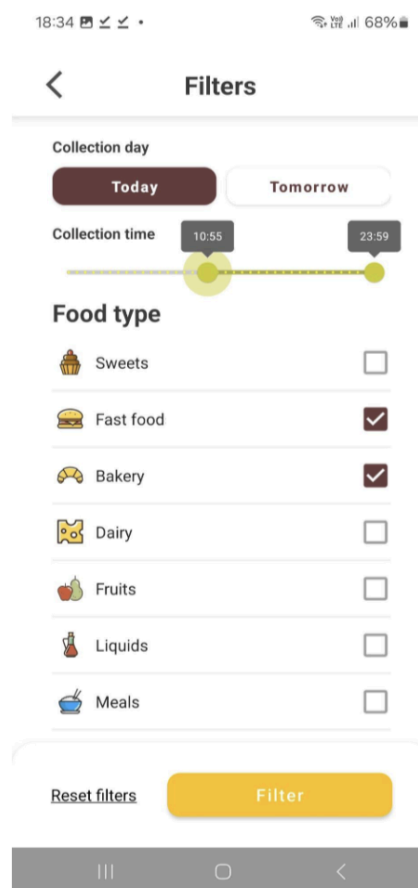 18:34 68%
Filters
Collection day
Today Tomorrow
Collection time 10:55 23:59
Food type
Sweets
Fast food
Bakery
Dairy
Fruits
Liquids
Meals
Reset filters Filter